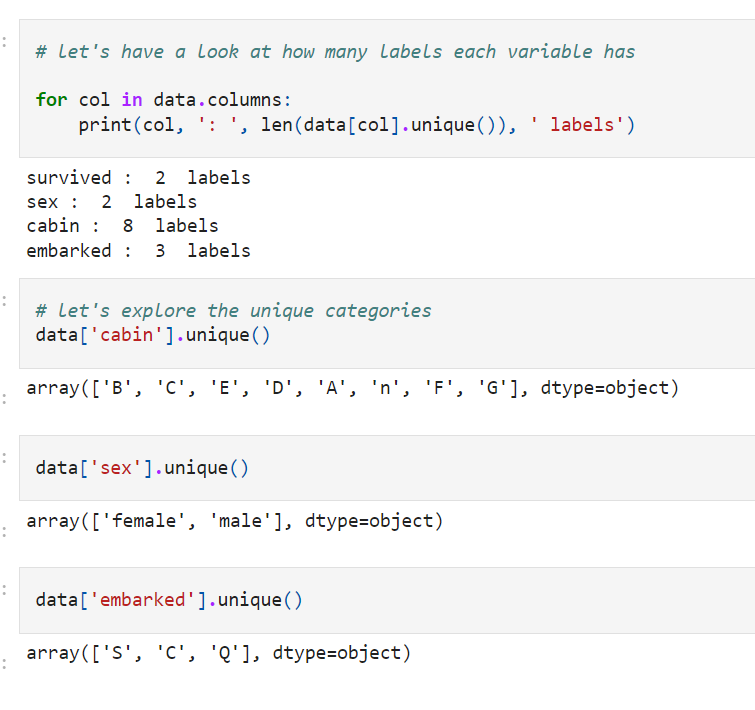 # let's have a look at how many labels each variable has
for col in data.columns:
    print(col, ': ', len(data[col].unique()), ' labels')
survived :  2  labels
sex :  2  labels
cabin :  8  labels
embarked :  3  labels
# let's explore the unique categories
data['cabin'].unique()
array(['B', 'C', 'E', 'D', 'A', 'n', 'F', 'G'], dtype=object)
data['sex'].unique()
array(['female', 'male'], dtype=object)
data['embarked'].unique()
array(['S', 'C', 'Q'], dtype=object)